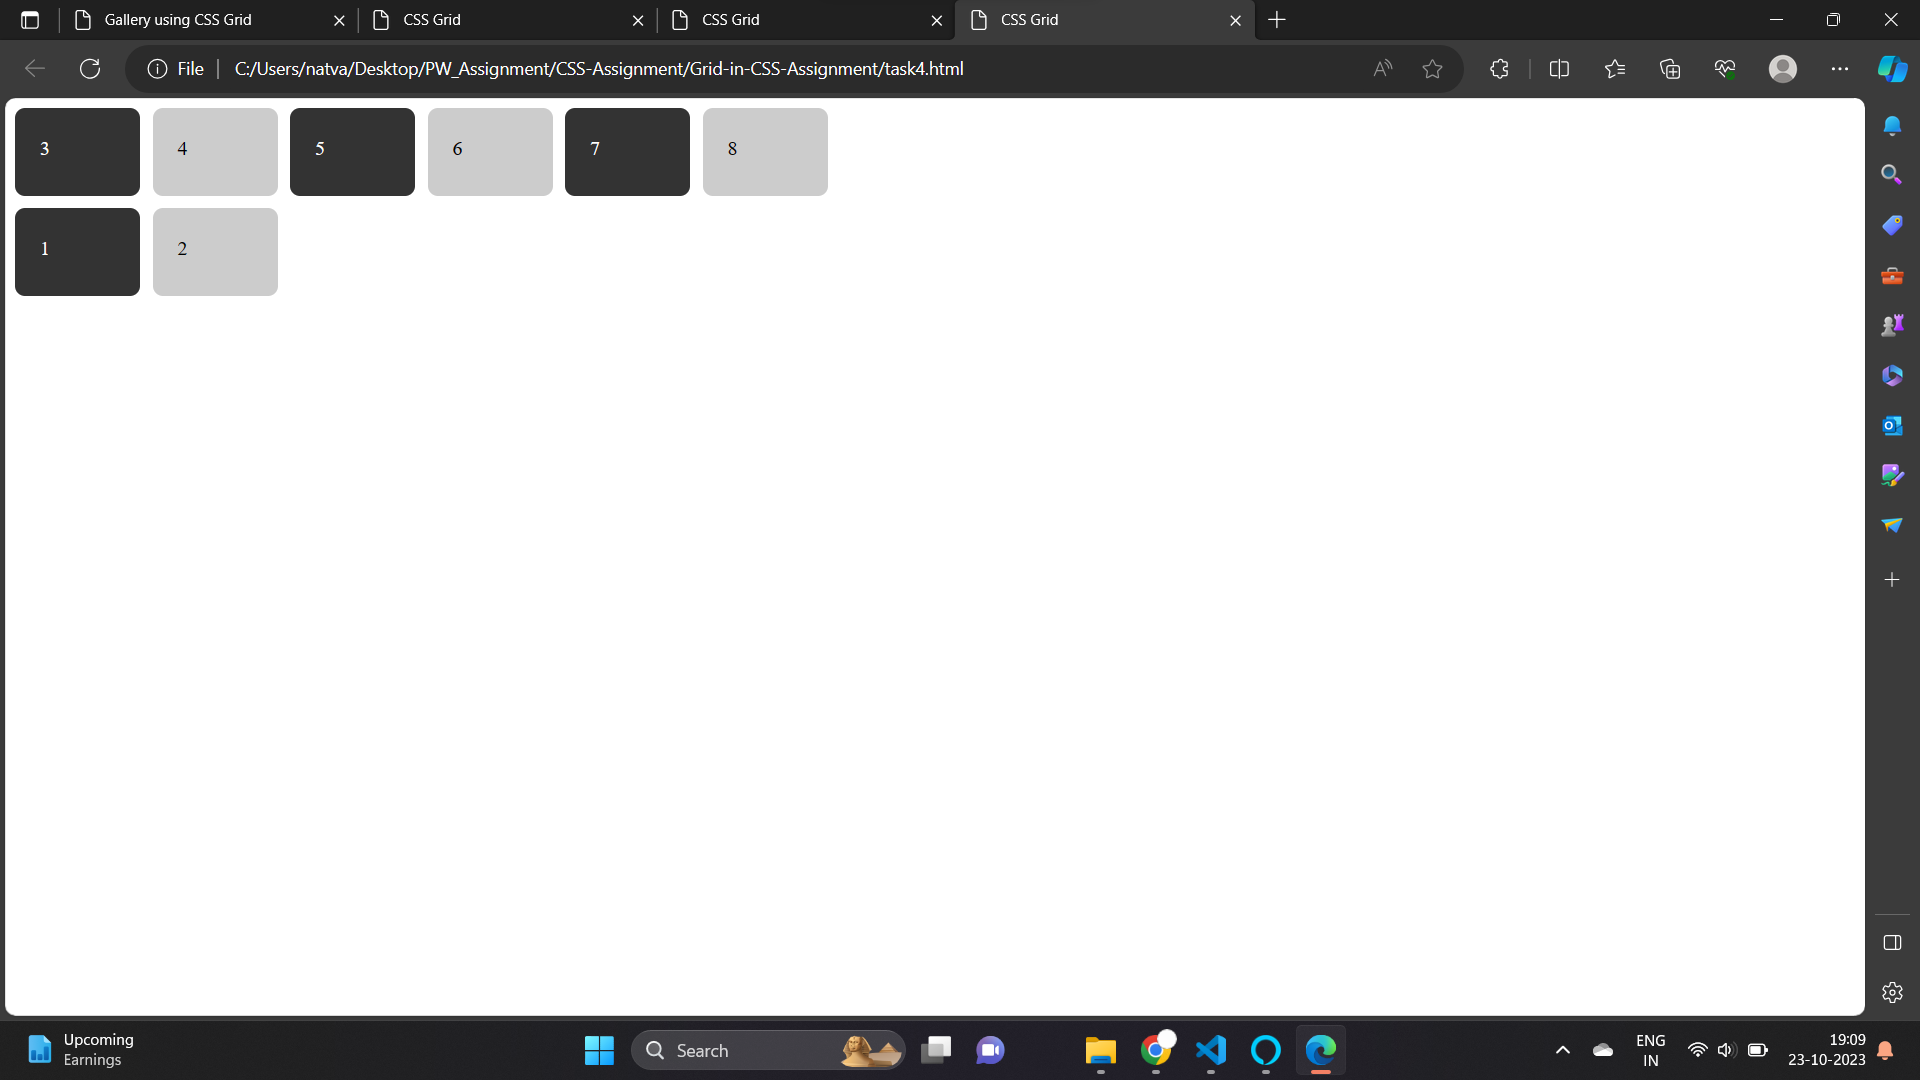 Gallery using CSS Grid
CSS Grid
CSS Grid
CSS Grid
File
C:/Users/natva/Desktop/PW_Assignment/CSS-Assignment/Grid-in-CSS-Assignment/task4.html
3 4 5 6 7 8
1 2
Upcoming
Earnings
Search
ENG
IN
19:09
23-10-2023